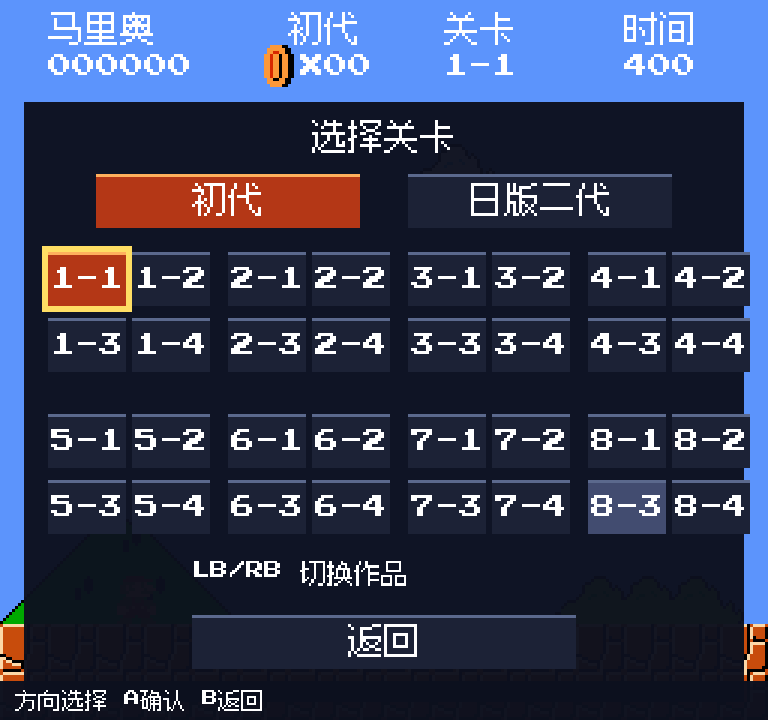 马里奥 初代 关卡 时间
000000 ×00 1-1 400
选择关卡
初代 日版二代
1-1 1-2 2-1 2-2 3-1 3-2 4-1 4-2
1-3 1-4 2-3 2-4 3-3 3-4 4-3 4-4
5-1 5-2 6-1 6-2 7-1 7-2 8-1 8-2
5-3 5-4 6-3 6-4 7-3 7-4 8-3 8-4
LB/RB 切换作品
返回
方向选择 A确认 B返回